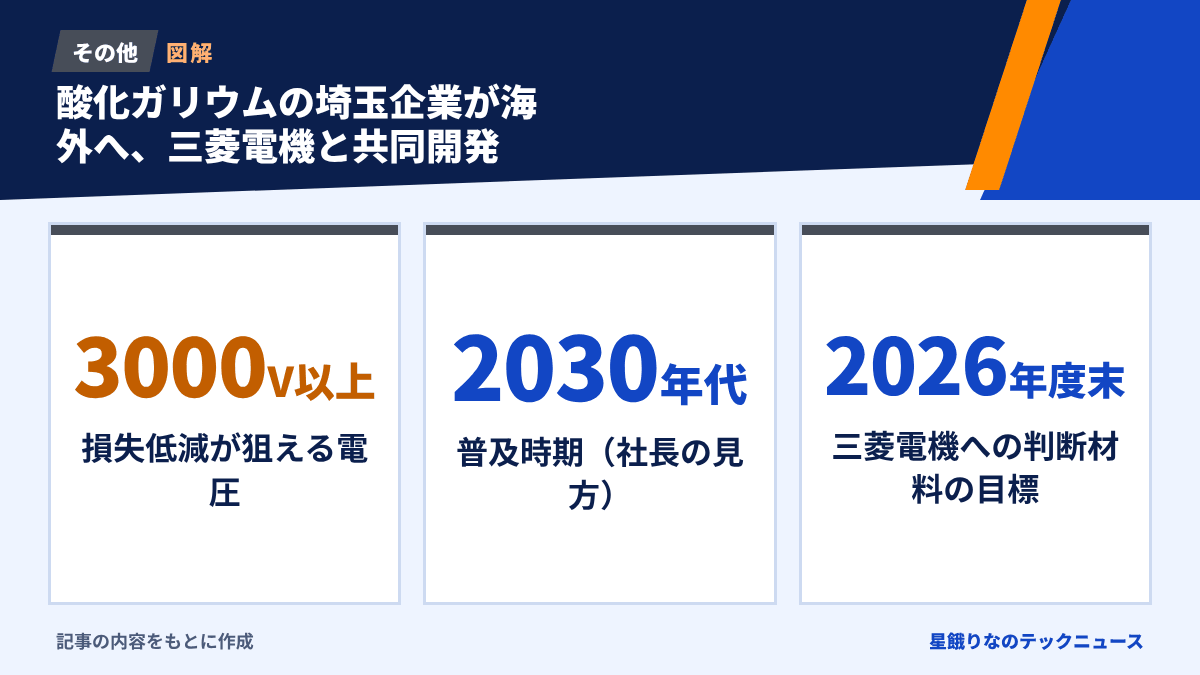 その他 図解
酸化ガリウムの埼玉企業が海
外へ、三菱電機と共同開発
3000V以上
損失低減が狙える電
圧
2030年代
普及時期（社長の見
方）
2026年度末
三菱電機への判断材
料の目標
記事の内容をもとに作成
星餓りなのテックニュース